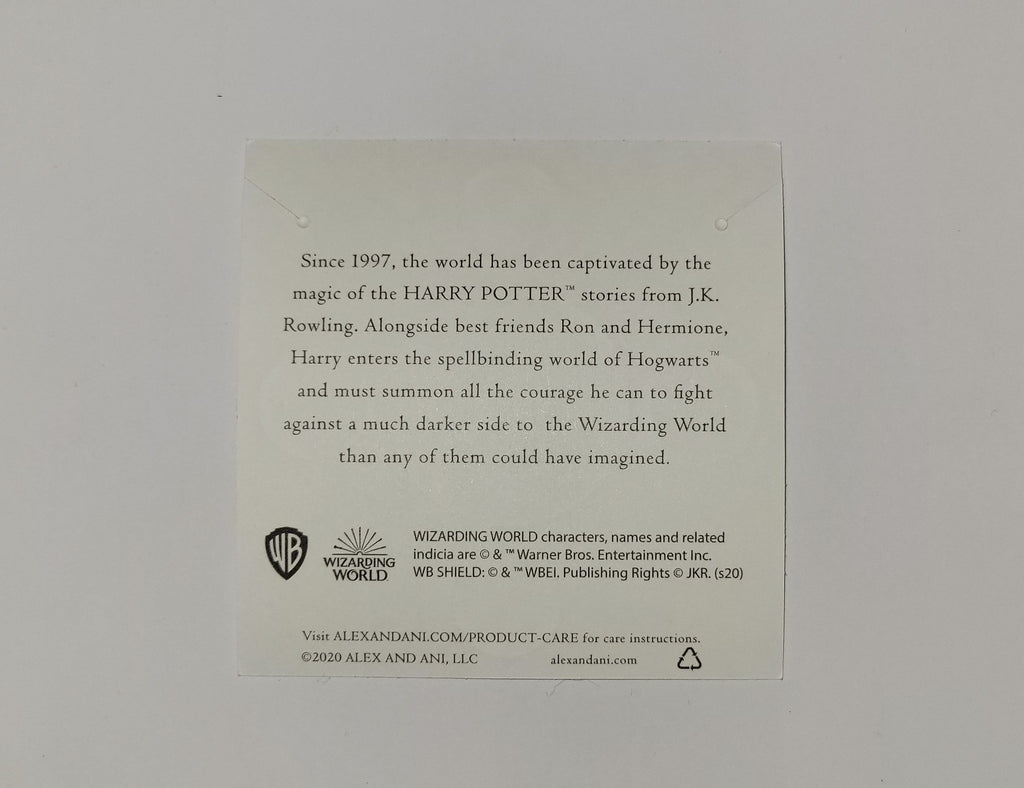 Since 1997, the world has been captivated by the
magic of the HARRY POTTER™ stories from J.K.
Rowling. Alongside best friends Ron and Hermione,
Harry enters the spellbinding world of Hogwarts™
and must summon all the courage he can to fight
against a much darker side to the Wizarding World
than any of them could have imagined.
WB
WIZARDING
WORLD
WIZARDING WORLD characters, names and related
indicia are © & ™ Warner Bros. Entertainment Inc.
WB SHIELD: © & ™ WBEI. Publishing Rights © JKR. (s20)
Visit ALEXANDANI.COM/PRODUCT-CARE for care instructions.
©2020 ALEX AND ANI, LLC alexandani.com